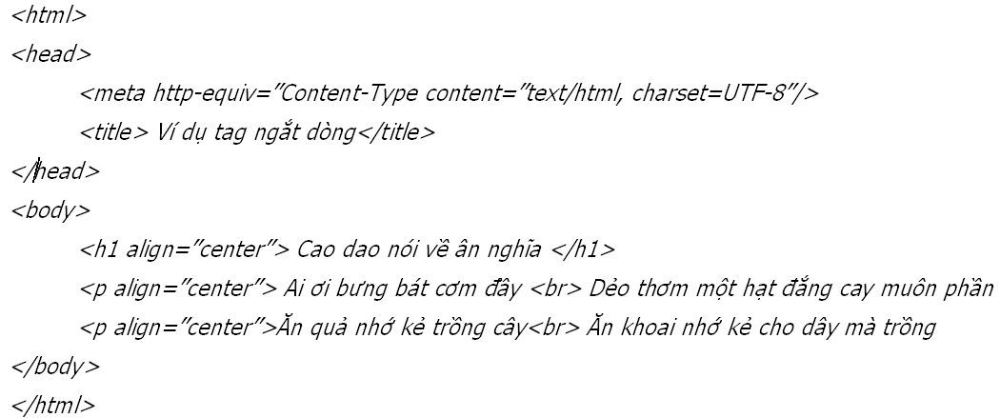 <html>
<head>
<meta http-equiv=”Content-Type content=”text/html, charset=UTF-8”/>
<title> Ví dụ tag ngắt dòng</title>
</head>
<body>
<h1 align=”center”> Cao dao nói về ân nghĩa </h1>
<p align=”center”> Ai ơi bưng bát cơm đây <br> Dẻo thơm một hạt đắng cay muôn phần
<p align=”center”>Ăn quả nhớ kẻ trồng cây<br> Ăn khoai nhớ kẻ cho dây mà trồng
</body>
</html>